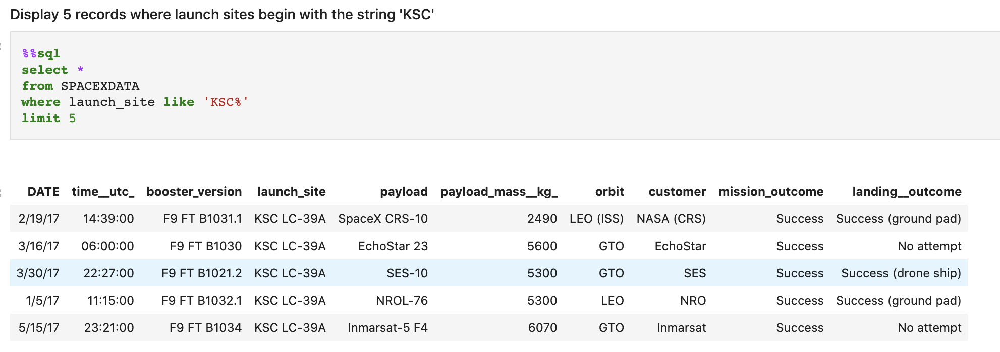 Display 5 records where launch sites begin with the string 'KSC'
%%sql
select *
from SPACEXDATA
where launch_site like 'KSC%'
limit 5
DATE time__utc_ booster_version launch_site payload payload_mass__kg_ orbit customer mission_outcome landing__outcome
2/19/17 14:39:00 F9 FT B1031.1 KSC LC-39A SpaceX CRS-10 2490 LEO (ISS) NASA (CRS) Success Success (ground pad)
3/16/17 06:00:00 F9 FT B1030 KSC LC-39A EchoStar 23 5600 GTO EchoStar Success No attempt
3/30/17 22:27:00 F9 FT B1021.2 KSC LC-39A SES-10 5300 GTO SES Success Success (drone ship)
1/5/17 11:15:00 F9 FT B1032.1 KSC LC-39A NROL-76 5300 LEO NRO Success Success (ground pad)
5/15/17 23:21:00 F9 FT B1034 KSC LC-39A Inmarsat-5 F4 6070 GTO Inmarsat Success No attempt